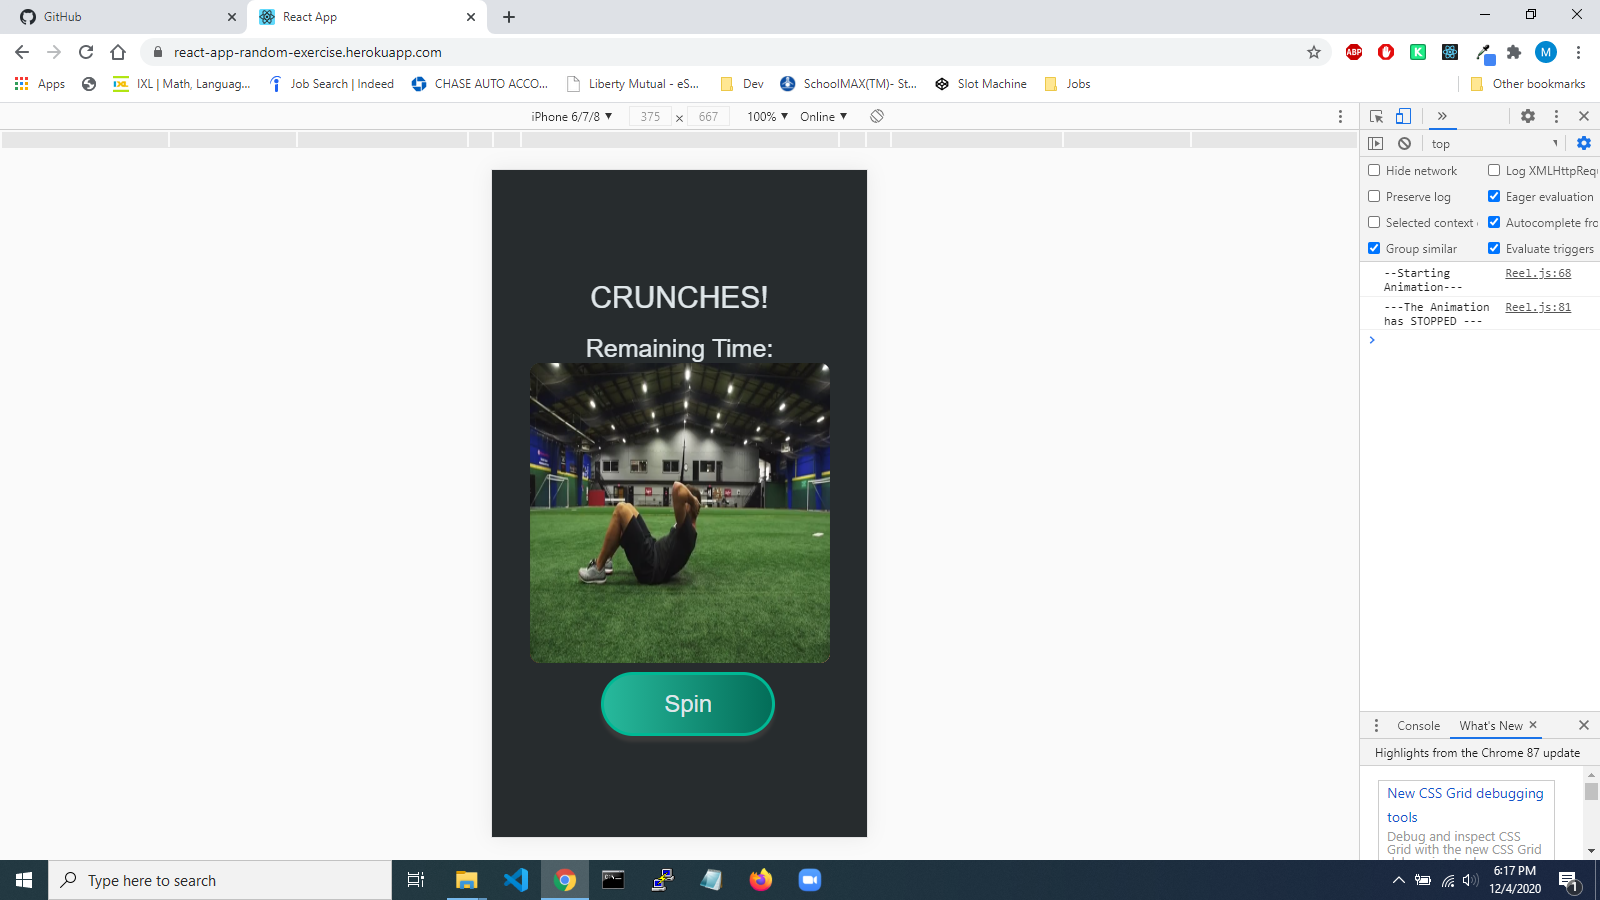 GitHub
React App
react-app-random-exercise.herokuapp.com
ABP
K
M
Apps
IXL | Math, Languag...
Job Search | Indeed
CHASE AUTO ACCO...
Liberty Mutual - eS...
Dev
SchoolMAX(TM)- St...
Slot Machine
Jobs
Other bookmarks
iPhone 6/7/8 ▼
375 × 667
100% ▼
Online ▼
top
Hide network
Log XMLHttpRequ
Preserve log
Eager evaluation
Selected context
Autocomplete fro
Group similar
Evaluate triggers
--Starting Animation---
Reel.js:68
---The Animation has STOPPED ---
Reel.js:81
CRUNCHES!
Remaining Time:
Spin
Console
What's New
Highlights from the Chrome 87 update
New CSS Grid debugging
tools
Debug and inspect CSS
Grid with the new CSS Grid
Type here to search
6:17 PM
12/4/2020
1